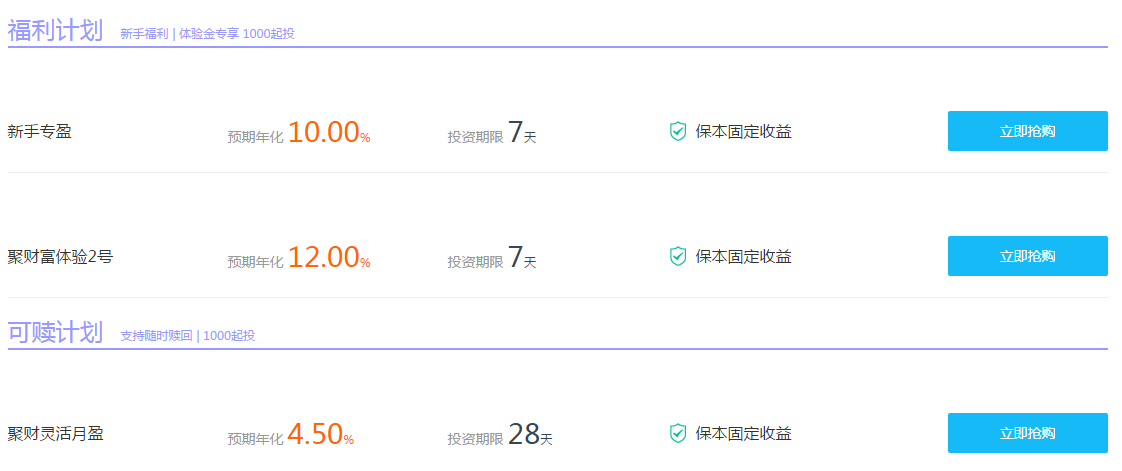 福利计划 新手福利 | 体验金专享 1000起投
新手专盈 预期年化 10.00% 投资期限 7天 保本固定收益 立即抢购
聚财富体验2号 预期年化 12.00% 投资期限 7天 保本固定收益 立即抢购
可赎计划 支持随时赎回 | 1000起投
聚财灵活月盈 预期年化 4.50% 投资期限 28天 保本固定收益 立即抢购